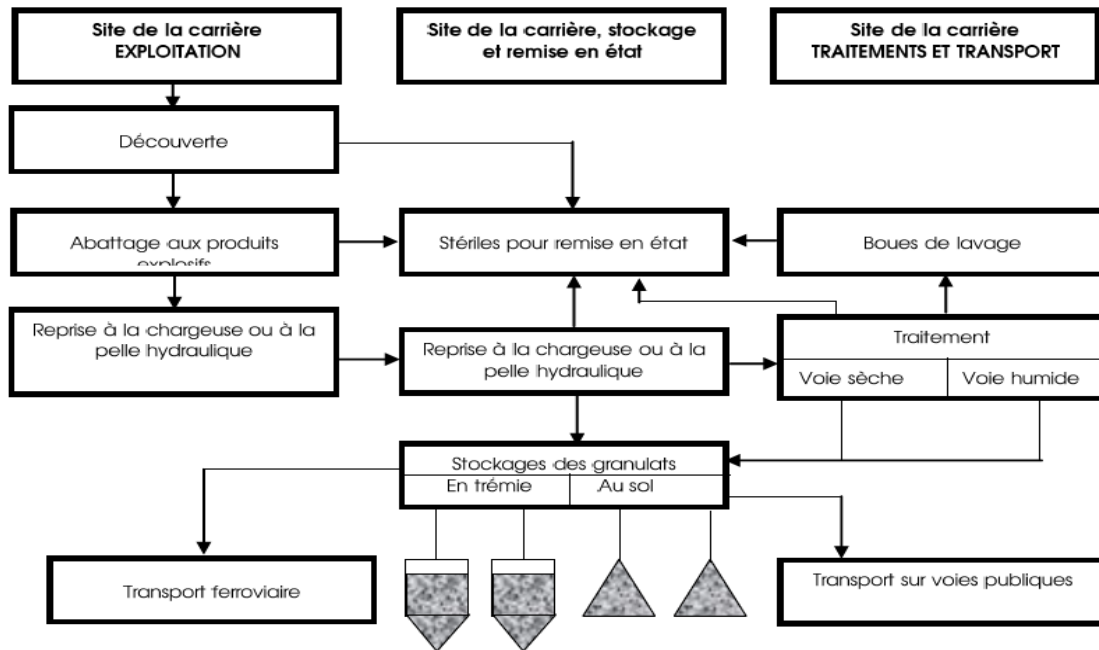 Site de la carrière
EXPLOITATION
Site de la carrière, stockage
et remise en état
Site de la carrière
TRAITEMENTS ET TRANSPORT
Découverte
Abattage aux produits
explosifs
Stériles pour remise en état
Boues de lavage
Reprise à la chargeuse ou à la
pelle hydraulique
Reprise à la chargeuse ou à la
pelle hydraulique
Traitement
Voie sèche
Voie humide
Stockages des granulats
En trémie
Au sol
Transport ferroviaire
Transport sur voies publiques